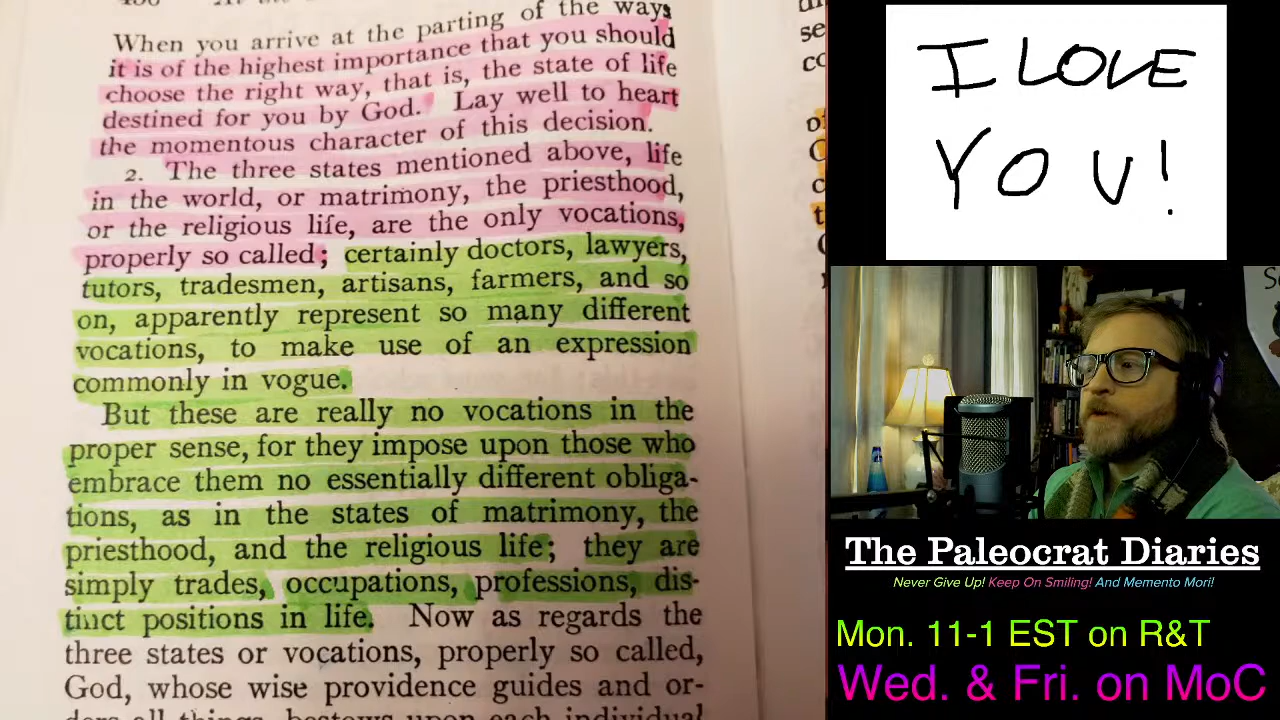 When you arrive at the parting of the ways
it is of the highest importance that you should
choose the right way, that is, the state of life
destined for you by God. Lay well to heart
the momentous character of this decision.
2. The three states mentioned above, life
in the world, or matrimony, the priesthood,
or the religious life, are the only vocations,
properly so called; certainly doctors, lawyers,
tutors, tradesmen, artisans, farmers, and so
on, apparently represent so many different
vocations, to make use of an expression
commonly in vogue.
But these are really no vocations in the
proper sense, for they impose upon those who
embrace them no essentially different obliga-
tions, as in the states of matrimony, the
priesthood, and the religious life; they are
simply trades, occupations, professions, dis-
tinct positions in life. Now as regards the
three states or vocations, properly so called,
God, whose wise providence guides and or-
ders all things, bestows upon each individual
I LOVE
YOU!
The Paleocrat Diaries
Never Give Up! Keep On Smiling! And Memento Mori!
Mon. 11-1 EST on R&T
Wed. & Fri. on MoC